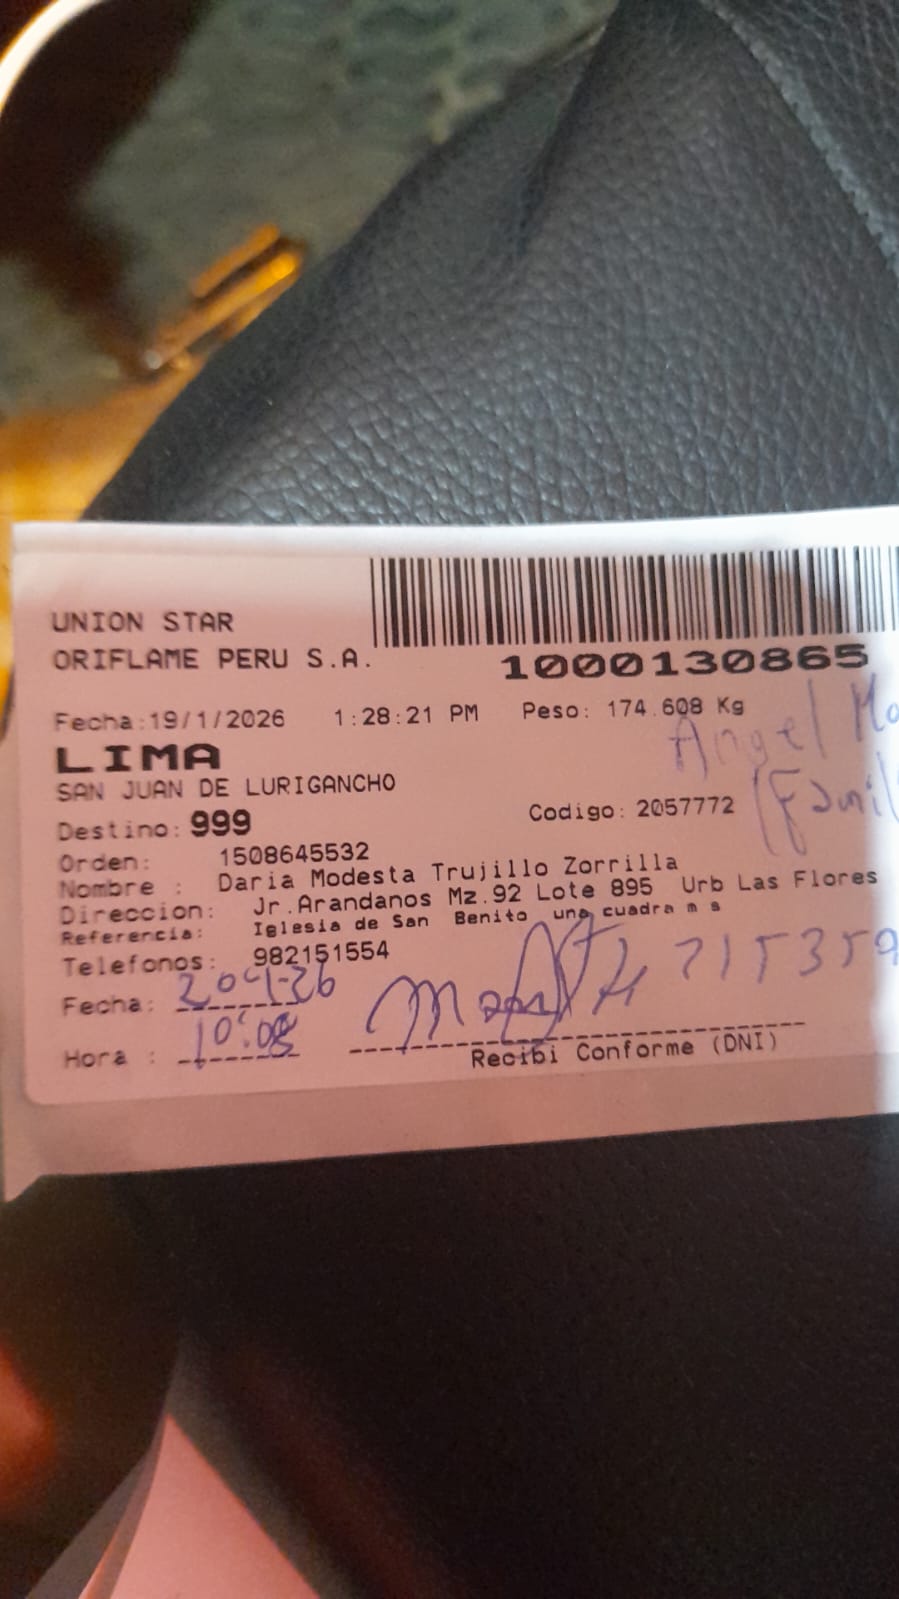 UNION STAR
ORIFLAME PERU S.A.
1000130865
Fecha:19/1/2026 1:28:21 PM Peso: 174.608 Kg
LIMA
Angel
SAN JUAN DE LURIGANCHO
Destino: 999 Codigo: 2057772
Orden: 1508645532
Nombre : Daria Modesta Trujillo Zorrilla
Direccion: Jr.Arandanos Mz.92 Lote 895 Urb Las Flores
Referencia: Iglesia de San Benito una cuadra m s
Telefonos: 982151554
Fecha:
Hora : 10:08
Recibi Conforme (DNI)